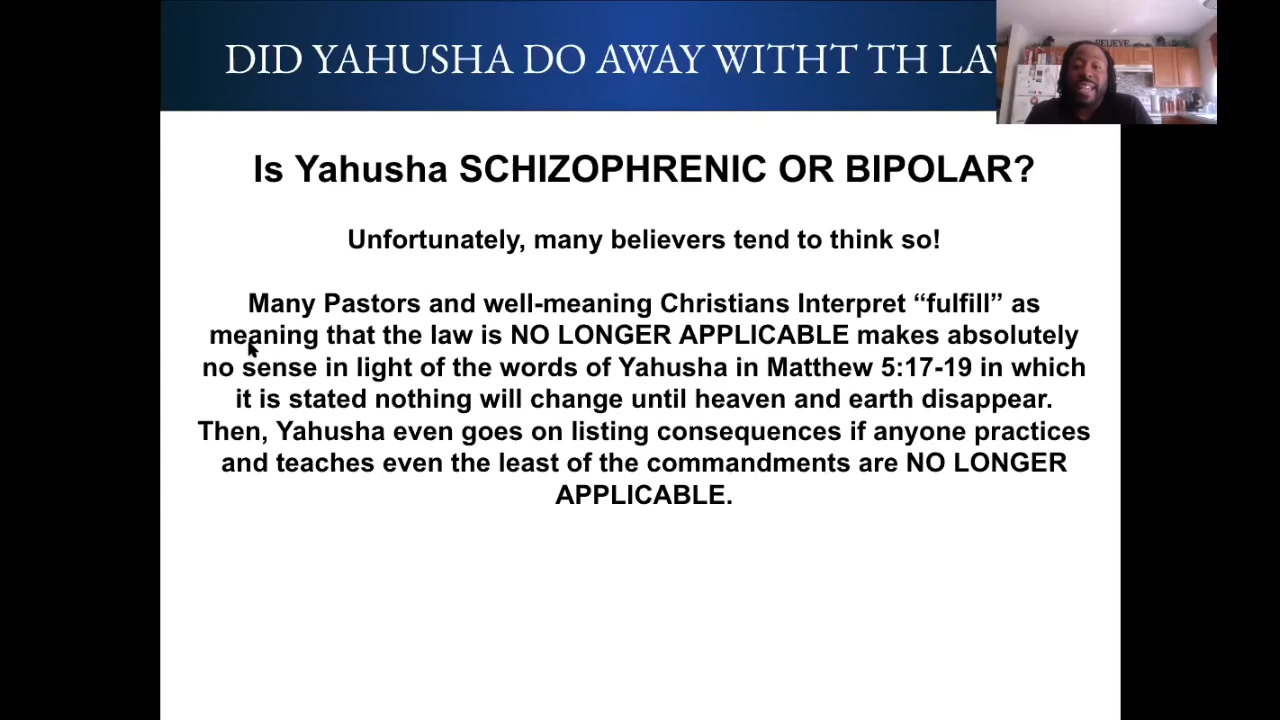 DID YAHUSHA DO AWAY WITHT TH LAW
BELIEVE
Is Yahusha SCHIZOPHRENIC OR BIPOLAR?
Unfortunately, many believers tend to think so!
Many Pastors and well-meaning Christians Interpret “fulfill” as
meaning that the law is NO LONGER APPLICABLE makes absolutely
no sense in light of the words of Yahusha in Matthew 5:17-19 in which
it is stated nothing will change until heaven and earth disappear.
Then, Yahusha even goes on listing consequences if anyone practices
and teaches even the least of the commandments are NO LONGER
APPLICABLE.